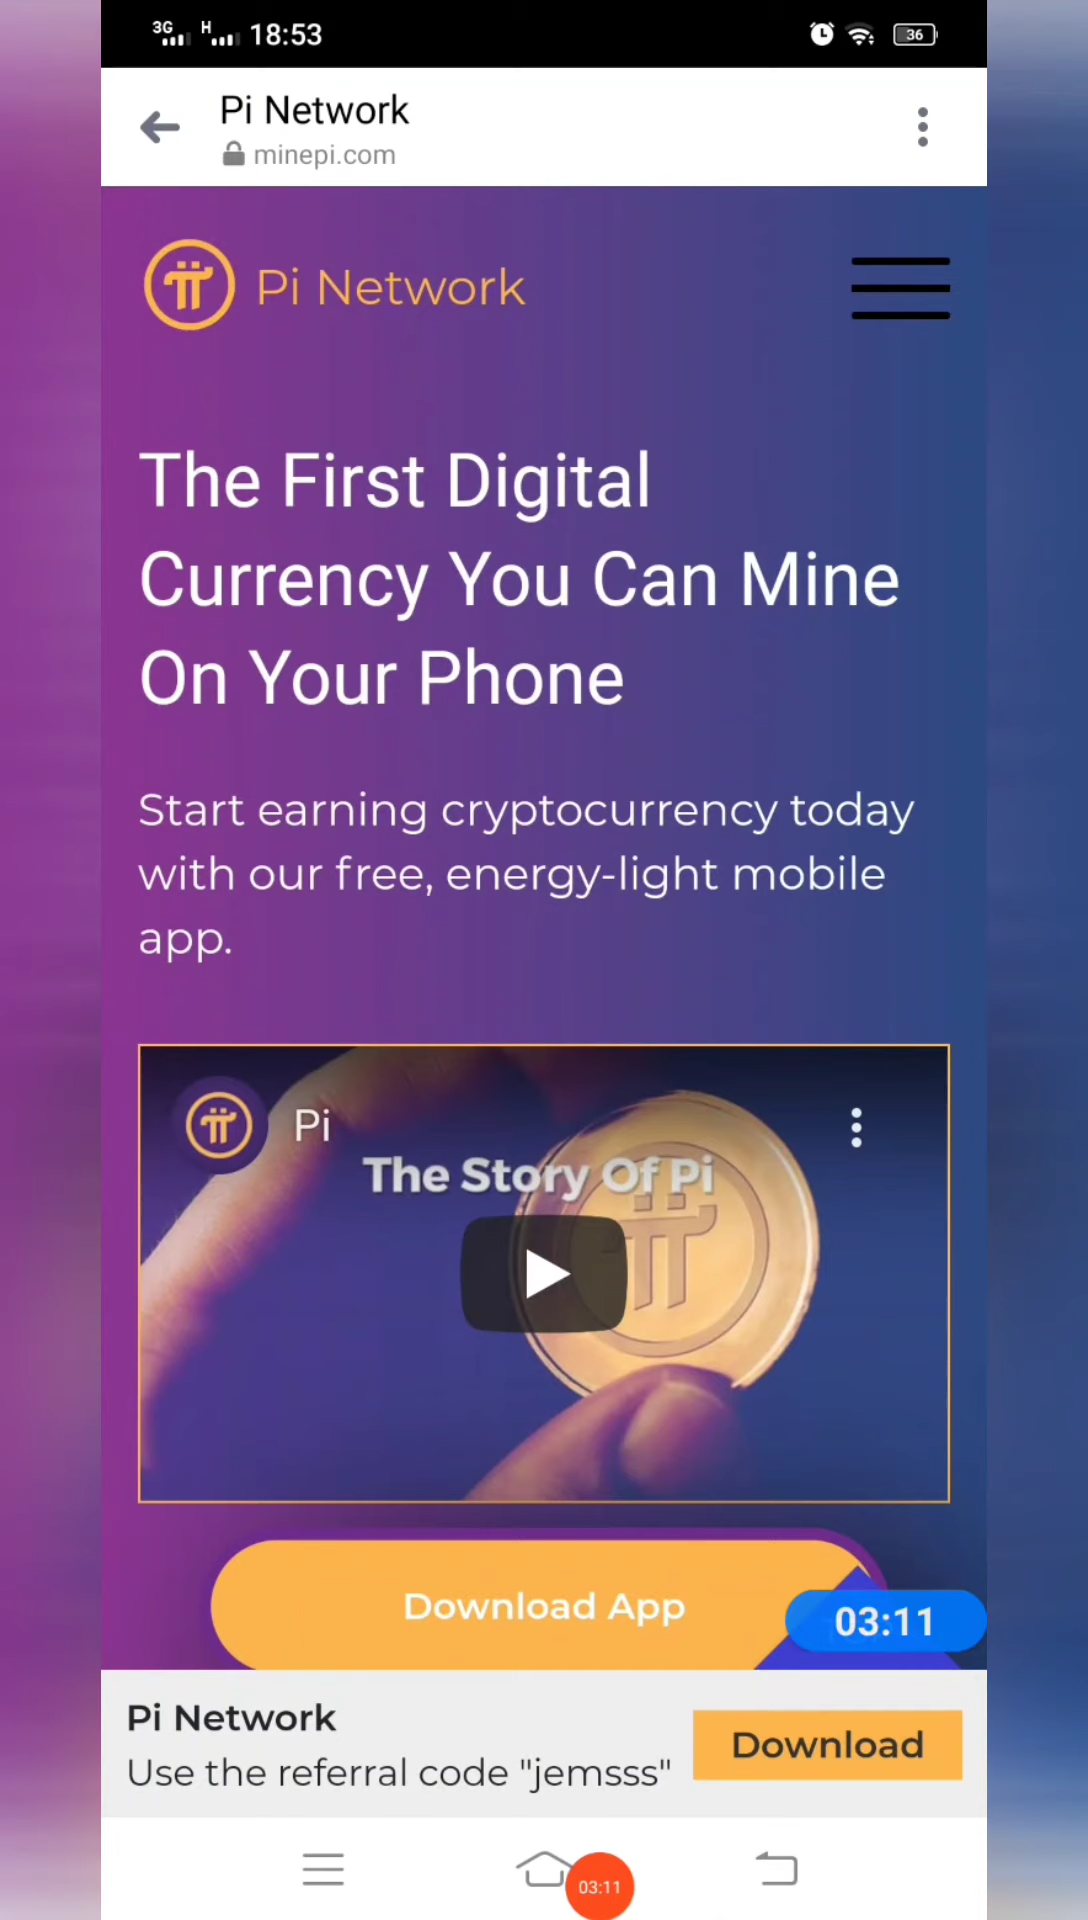 3G H 18:53 36
Pi Network
minepi.com
Pi Network
The First Digital
Currency You Can Mine
On Your Phone
Start earning cryptocurrency today
with our free, energy-light mobile
app.
Pi
The Story Of Pi
Download App
03:11
Pi Network
Use the referral code "jemsss"
Download
03:11